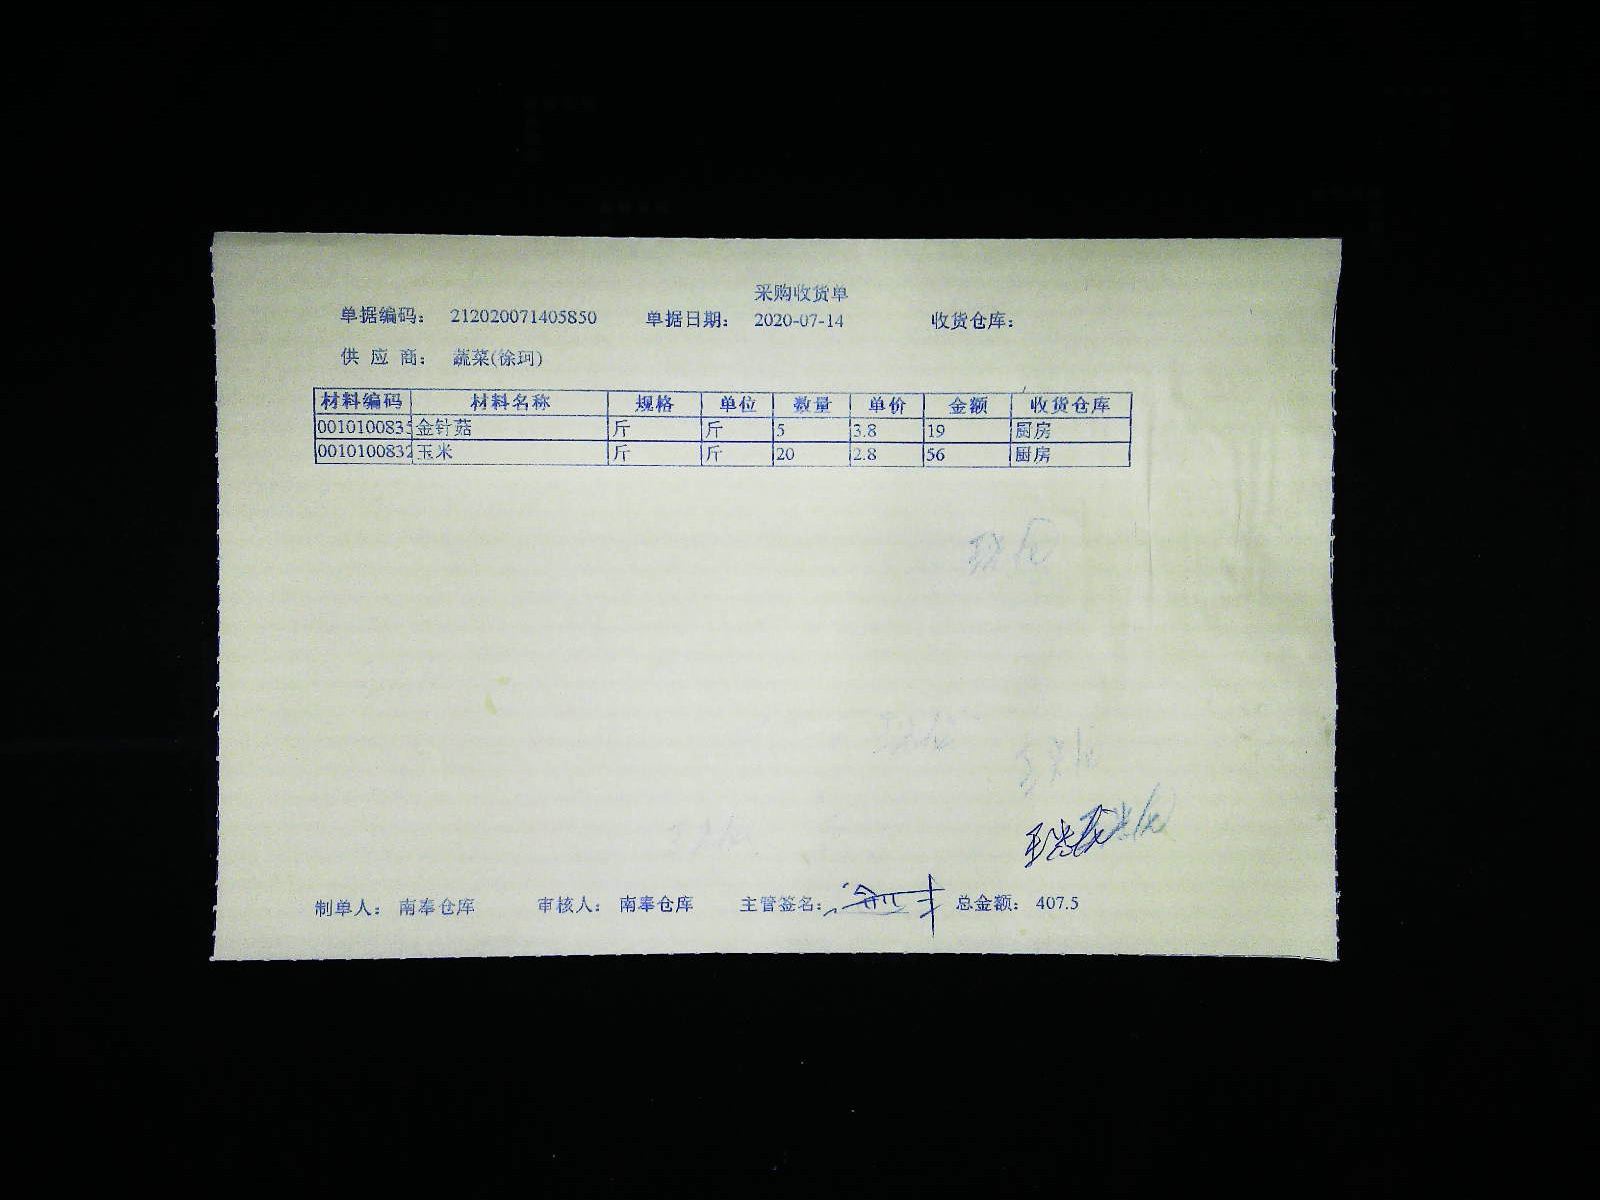 采购收货单
单据编码: 212020071405850 单据日期: 2020-07-14 收货仓库:
供应商: 蔬菜(徐珂)
材料编码 材料名称 规格 单位 数量 单价 金额 收货仓库
0010100835 金针菇 斤 斤 5 3.8 19 厨房
0010100832 玉米 斤 斤 20 2.8 56 厨房
制单人: 南奉仓库 审核人: 南奉仓库 主管签名: 总金额: 407.5